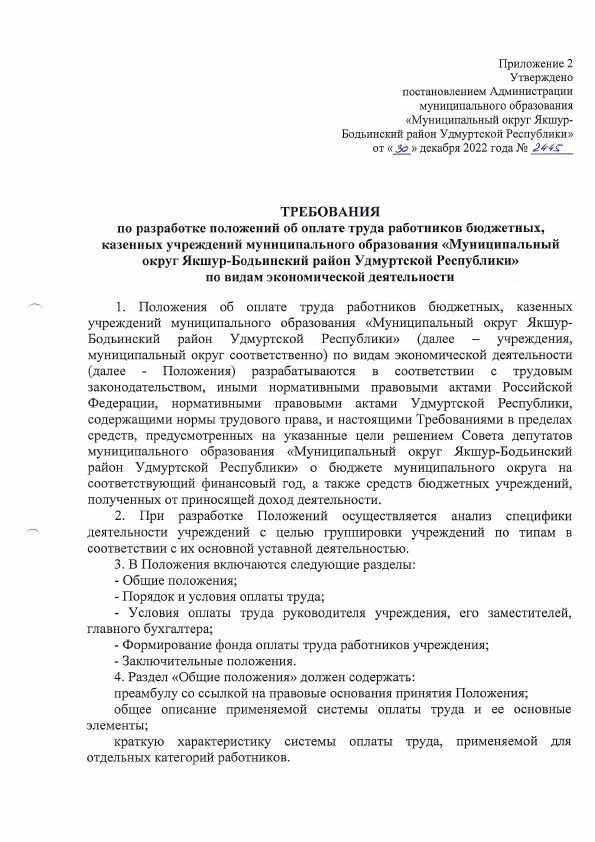 Приложение 2
Утверждено
постановлением Администрации
муниципального образования
«Муниципальный округ Якшур-
Бодьинский район Удмуртской Республики»
от «30» декабря 2022 года № 2445
ТРЕБОВАНИЯ
по разработке положений об оплате труда работников бюджетных,
казенных учреждений муниципального образования «Муниципальный
округ Якшур-Бодьинский район Удмуртской Республики»
по видам экономической деятельности
1. Положения об оплате труда работников бюджетных, казенных
учреждений муниципального образования «Муниципальный округ Якшур-
Бодьинский район Удмуртской Республики» (далее – учреждения,
муниципальный округ соответственно) по видам экономической деятельности
(далее - Положения) разрабатываются в соответствии с трудовым
законодательством, иными нормативными правовыми актами Российской
Федерации, нормативными правовыми актами Удмуртской Республики,
содержащими нормы трудового права, и настоящими Требованиями в пределах
средств, предусмотренных на указанные цели решением Совета депутатов
муниципального образования «Муниципальный округ Якшур-Бодьинский
район Удмуртской Республики» о бюджете муниципального округа на
соответствующий финансовый год, а также средств бюджетных учреждений,
полученных от приносящей доход деятельности.
2. При разработке Положений осуществляется анализ специфики
деятельности учреждений с целью группировки учреждений по типам в
соответствии с их основной уставной деятельностью.
3. В Положения включаются следующие разделы:
- Общие положения;
- Порядок и условия оплаты труда;
- Условия оплаты труда руководителя учреждения, его заместителей,
главного бухгалтера;
- Формирование фонда оплаты труда работников учреждения;
- Заключительные положения.
4. Раздел «Общие положения» должен содержать:
преамбулу со ссылкой на правовые основания принятия Положения;
общее описание применяемой системы оплаты труда и ее основные
элементы;
краткую характеристику системы оплаты труда, применяемой для
отдельных категорий работников.